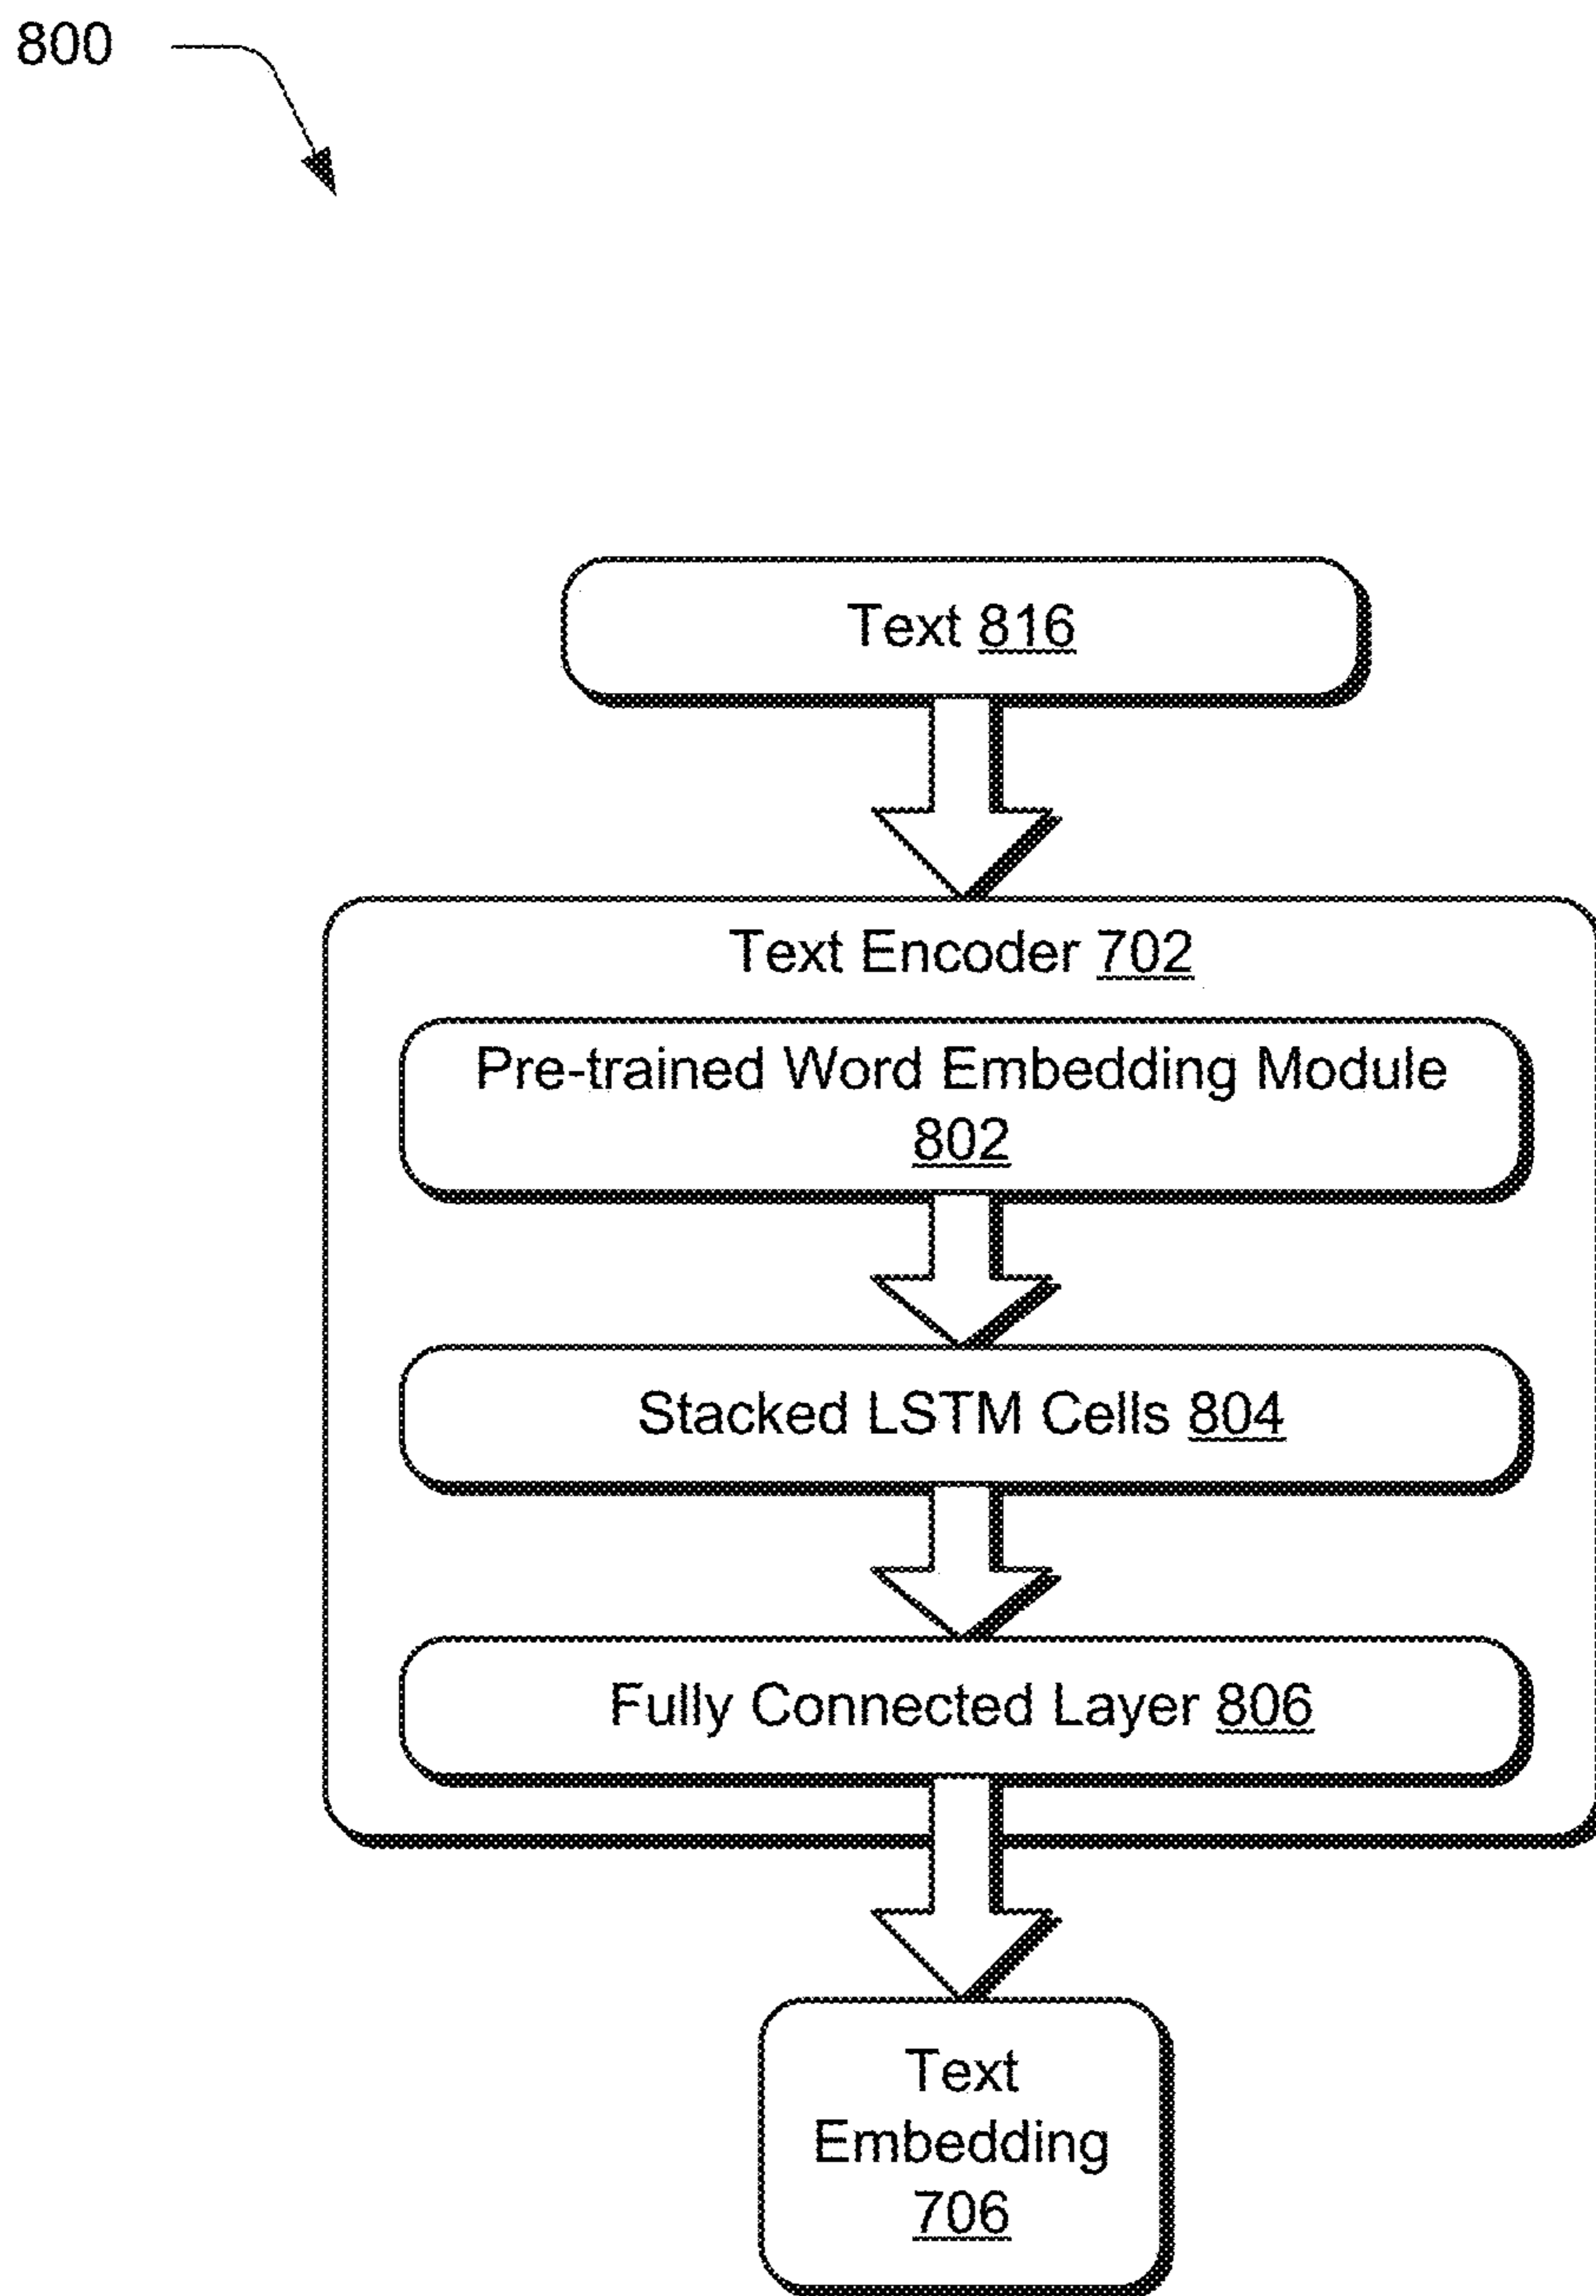 800
Text 816
Text Encoder 702
Pre-trained Word Embedding Module
802
Stacked LSTM Cells 804
Fully Connected Layer 806
Text
Embedding
706